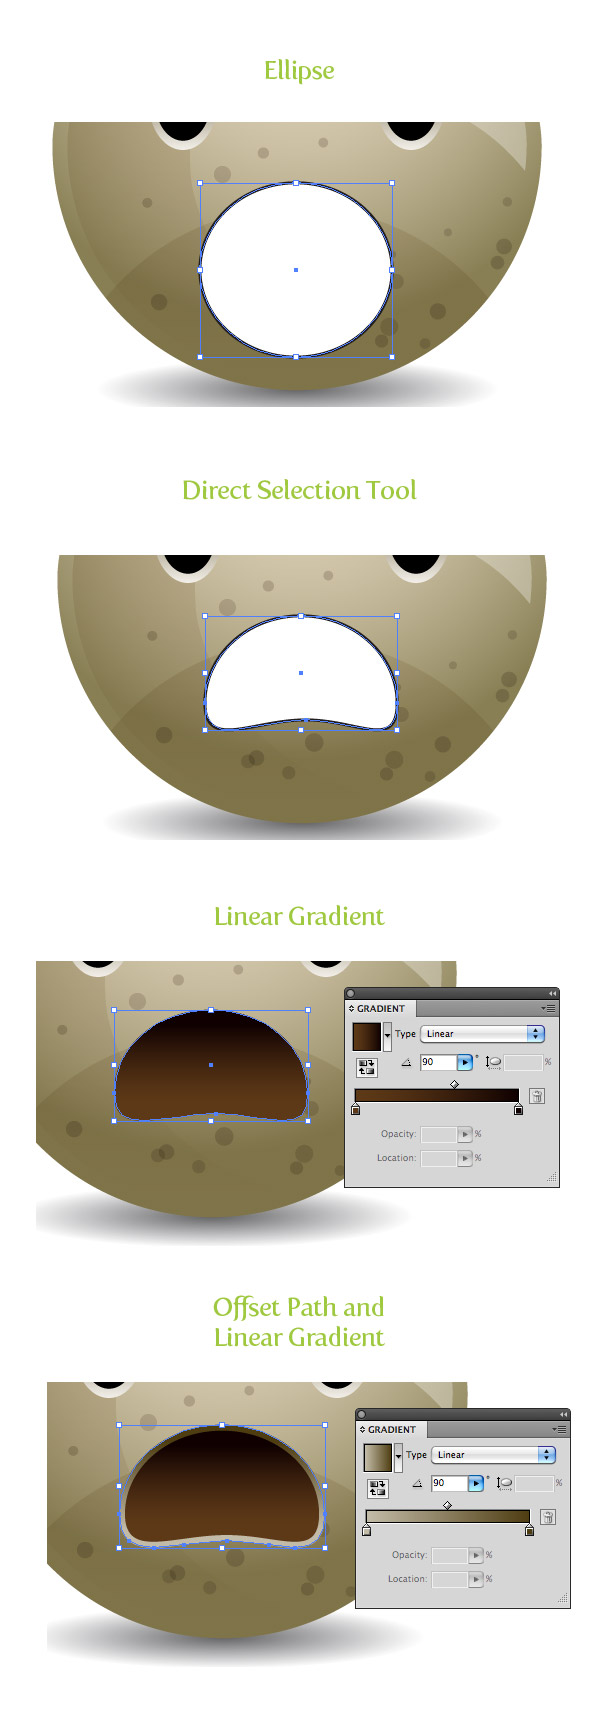 Ellipse
Direct Selection Tool
Linear Gradient
GRADIENT
Type Linear
90 ° %
Opacity: %
Location: %
Offset Path and
Linear Gradient
GRADIENT
Type Linear
90 ° %
Opacity: %
Location: %